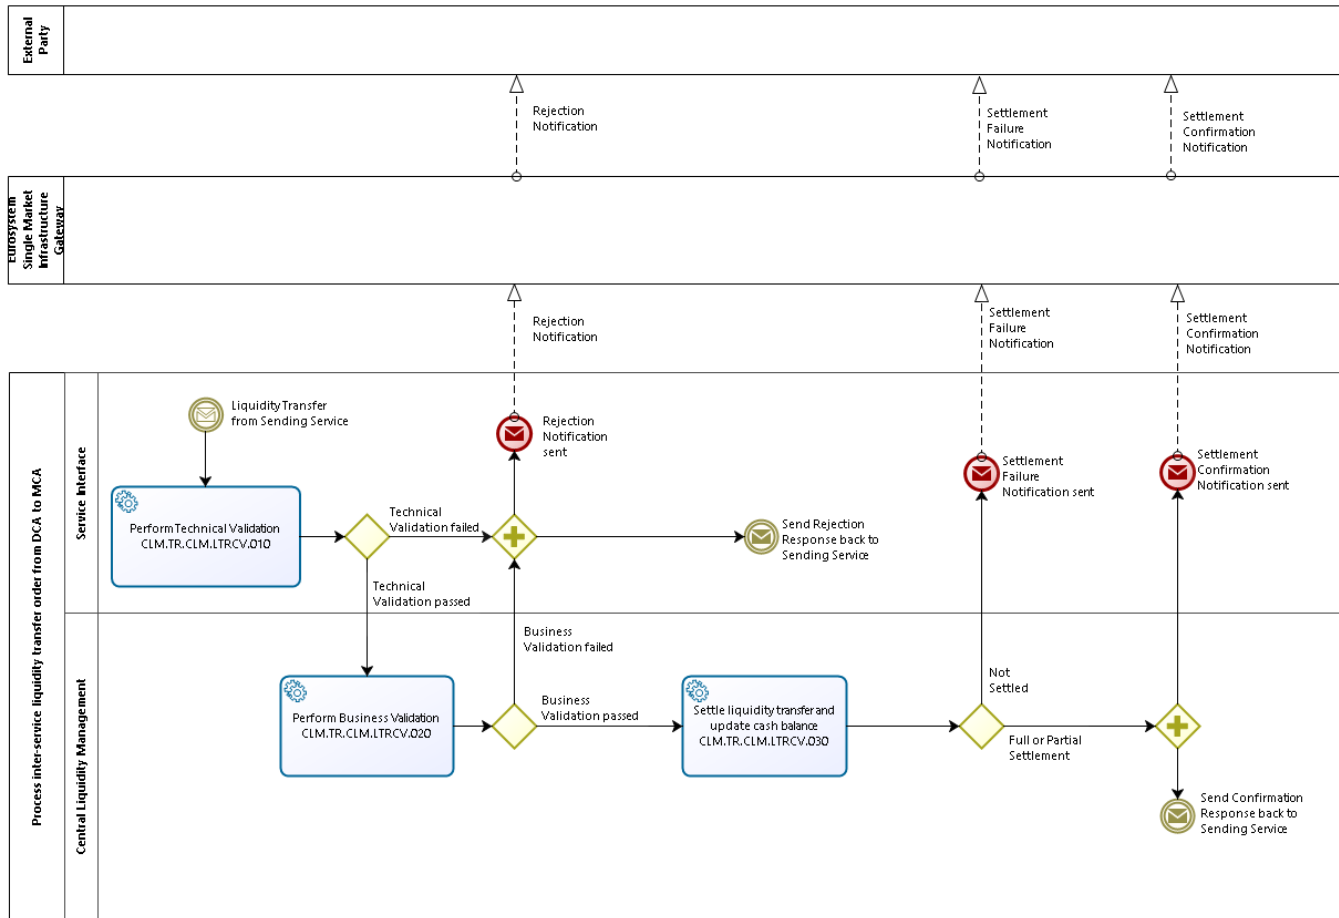 External
Party
Rejection
Notification
Settlement
Failure
Notification
Settlement
Confirmation
Notification
Eurosystem
Single Market
Infrastructure
Gateway
Rejection
Notification
Settlement
Failure
Notification
Settlement
Confirmation
Notification
Process inter-service liquidity transfer order from DCA to MCA
Service Interface
Liquidity Transfer
from Sending Service
Rejection
Notification
sent
Settlement
Failure
Notification sent
Settlement
Confirmation
Notification sent
Perform Technical Validation
CLM.TR.CLM.LTRCV.010
Technical
Validation failed
Send Rejection
Response back to
Sending Service
Technical
Validation passed
Central Liquidity Management
Business
Validation failed
Perform Business Validation
CLM.TR.CLM.LTRCV.020
Business
Validation passed
Settle liquidity transfer and
update cash balance
CLM.TR.CLM.LTRCV.030
Not
Settled
Full or Partial
Settlement
Send Confirmation
Response back to
Sending Service